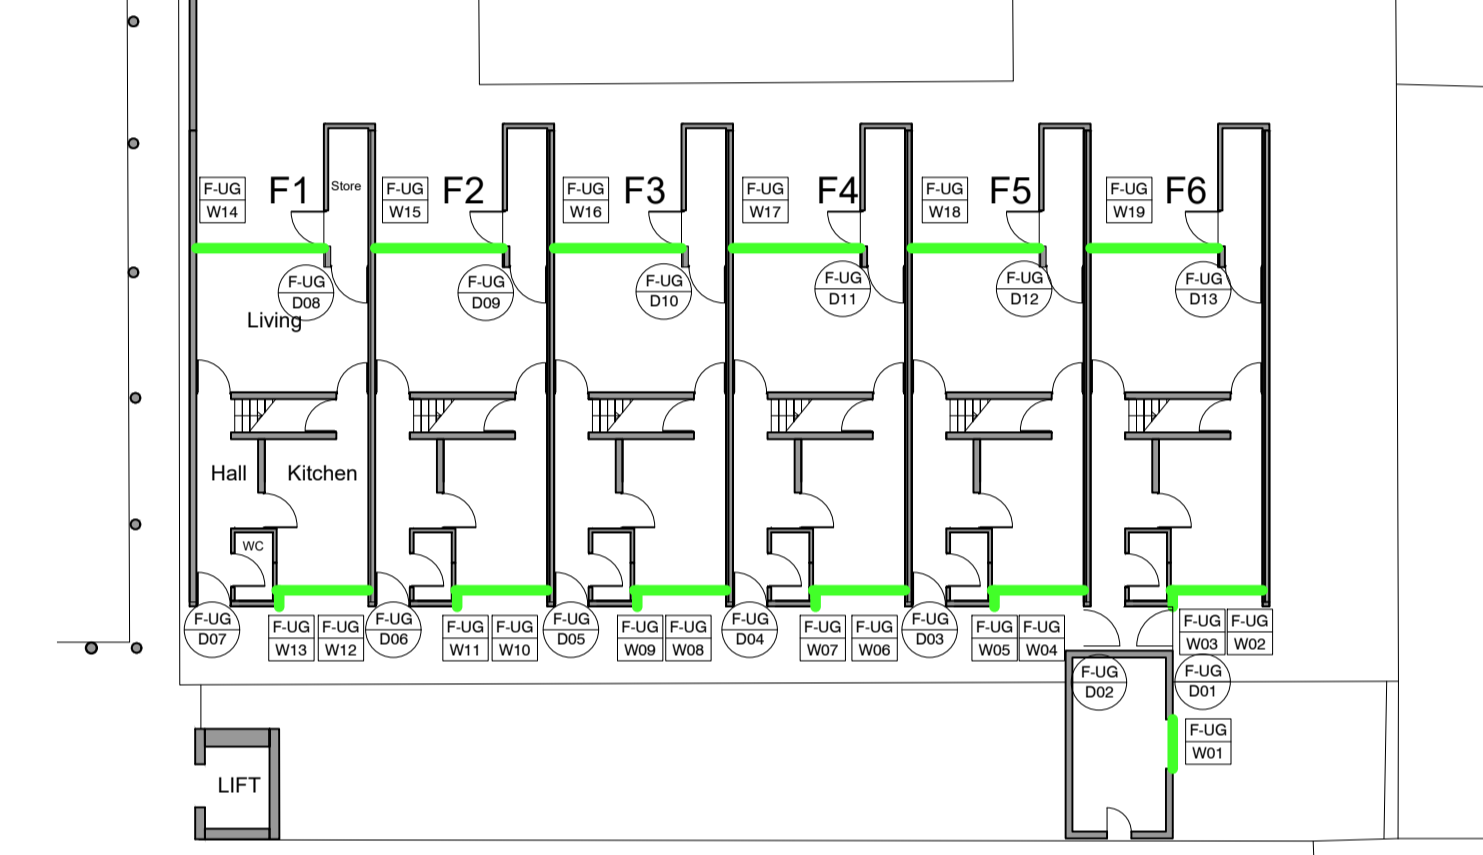 F-UG
W14
F1
Store
F-UG
W15
F2
F-UG
W16
F3
F-UG
W17
F4
F-UG
W18
F5
F-UG
W19
F6
F-UG
D08
F-UG
D09
F-UG
D10
F-UG
D11
F-UG
D12
F-UG
D13
Living
Hall
Kitchen
WC
F-UG
D07
F-UG
W13
F-UG
W12
F-UG
D06
F-UG
W11
F-UG
W10
F-UG
D05
F-UG
W09
F-UG
W08
F-UG
D04
F-UG
W07
F-UG
W06
F-UG
D03
F-UG
W05
F-UG
W04
F-UG
W03
F-UG
W02
F-UG
D02
F-UG
D01
F-UG
W01
LIFT